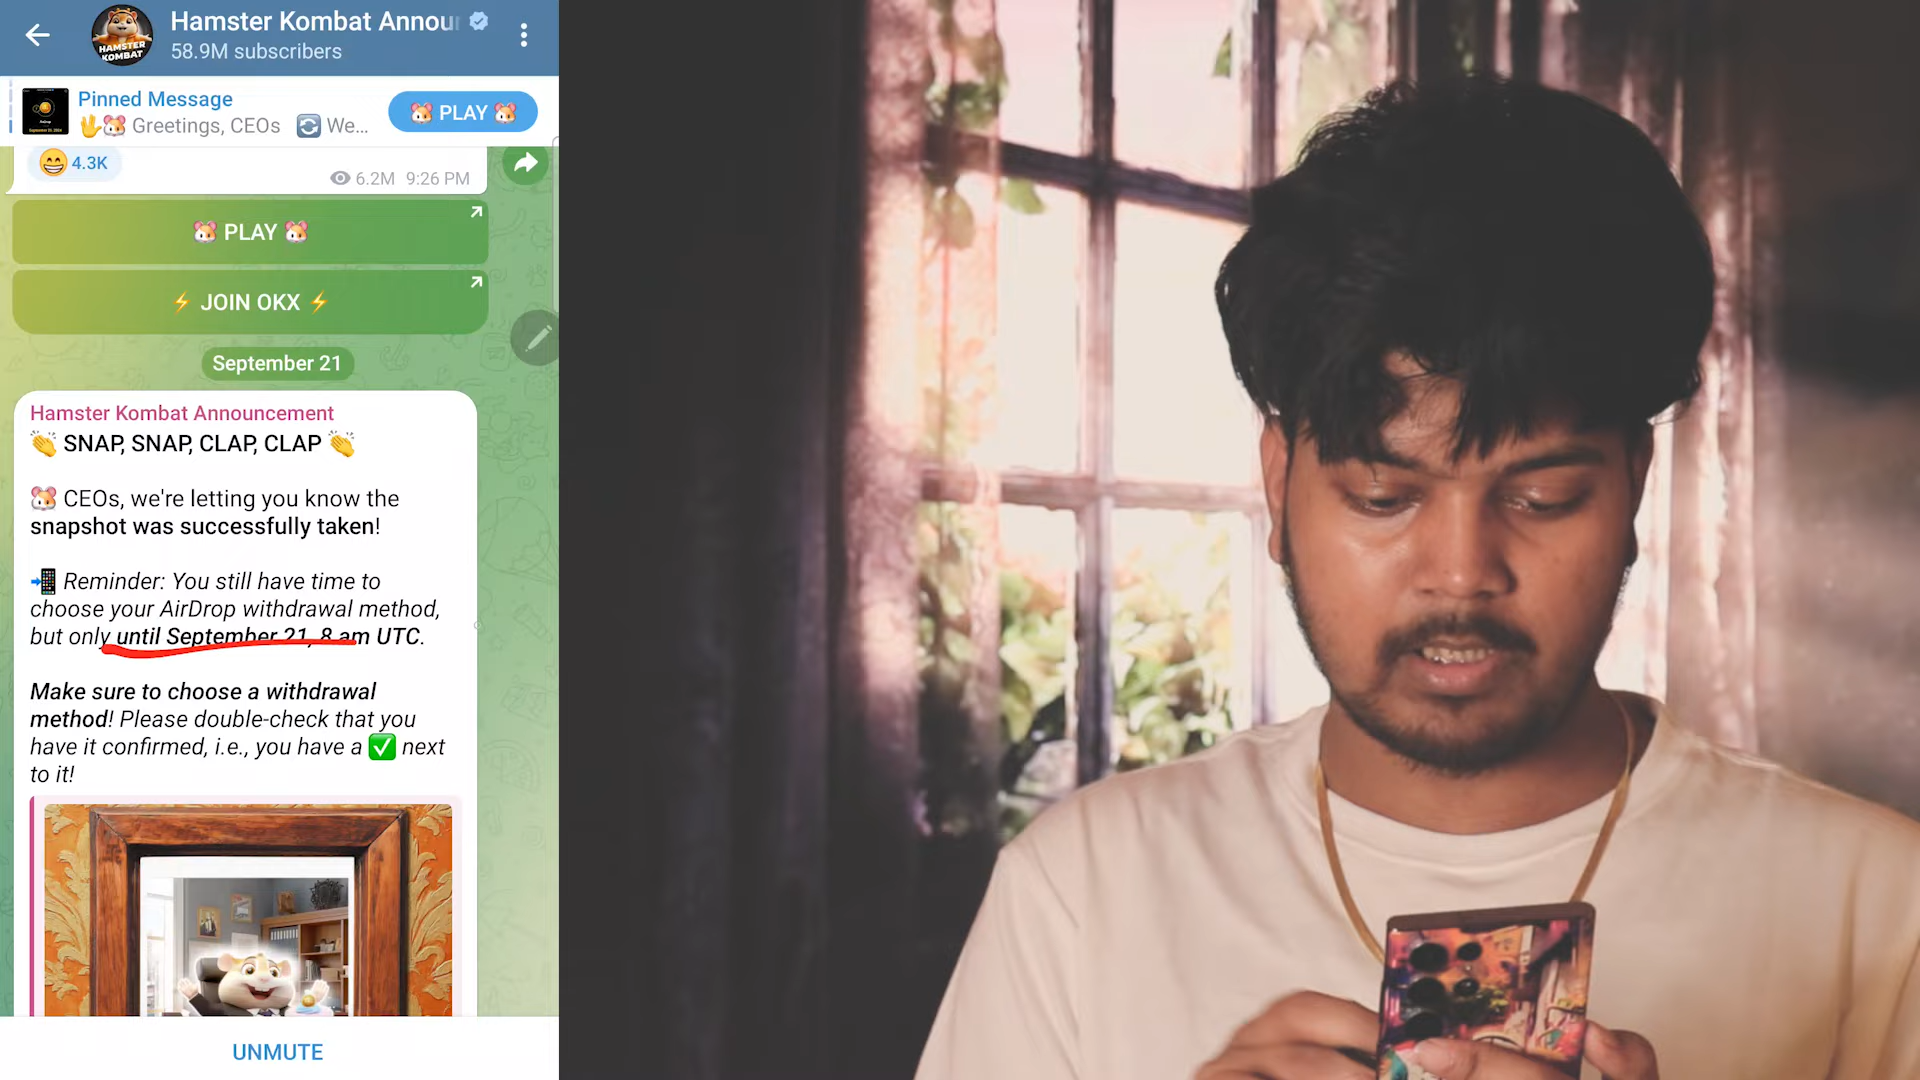 Hamster Kombat Annou
58.9M subscribers
HAMSTER
KOMBAT
Pinned Message
🖖🐹 Greetings, CEOs 🔄 We...
🐹 PLAY 🐹
😁 4.3K
6.2M 9:26 PM
🐹 PLAY 🐹
⚡ JOIN OKX ⚡
September 21
Hamster Kombat Announcement
👏 SNAP, SNAP, CLAP, CLAP 👏
🐹 CEOs, we're letting you know the
snapshot was successfully taken!
📲 Reminder: You still have time to
choose your AirDrop withdrawal method,
but only until September 21, 8 am UTC.
Make sure to choose a withdrawal
method! Please double-check that you
have it confirmed, i.e., you have a ✅ next
to it!
UNMUTE